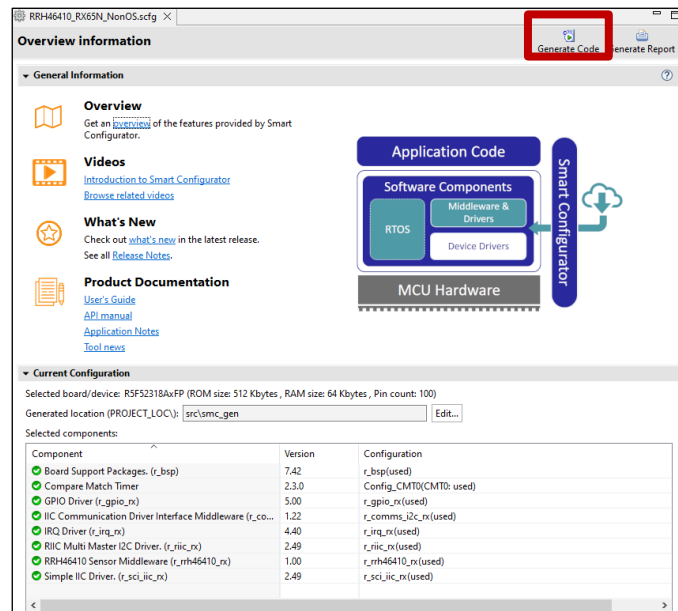 RRH46410_RX65N_NonOS.scfg
Overview information
Generate Code
Generate Report
General Information
Overview
Get an overview of the features provided by Smart
Configurator.
Videos
Introduction to Smart Configurator
Browse related videos
What's New
Check out what's new in the latest release.
See all Release Notes.
Product Documentation
User's Guide
API manual
Application Notes
Tool news
Application Code
Software Components
RTOS
Middleware &
Drivers
Device Drivers
MCU Hardware
Smart Configurator
Current Configuration
Selected board/device: R5F52318AxFP (ROM size: 512 Kbytes , RAM size: 64 Kbytes , Pin count: 100)
Generated location (PROJECT_LOC\): src\smc_gen Edit...
Selected components:
Component Version Configuration
Board Support Packages. (r_bsp) 7.42 r_bsp(used)
Compare Match Timer 2.3.0 Config_CMT0(CMT0: used)
GPIO Driver (r_gpio_rx) 5.00 r_gpio_rx(used)
IIC Communication Driver Interface Middleware (r_co... 1.22 r_comms_i2c_rx(used)
IRQ Driver (r_irq_rx) 4.40 r_irq_rx(used)
RIIC Multi Master I2C Driver. (r_riic_rx) 2.49 r_riic_rx(used)
RRH46410 Sensor Middleware (r_rrh46410_rx) 1.00 r_rrh46410_rx(used)
Simple IIC Driver. (r_sci_iic_rx) 2.49 r_sci_iic_rx(used)